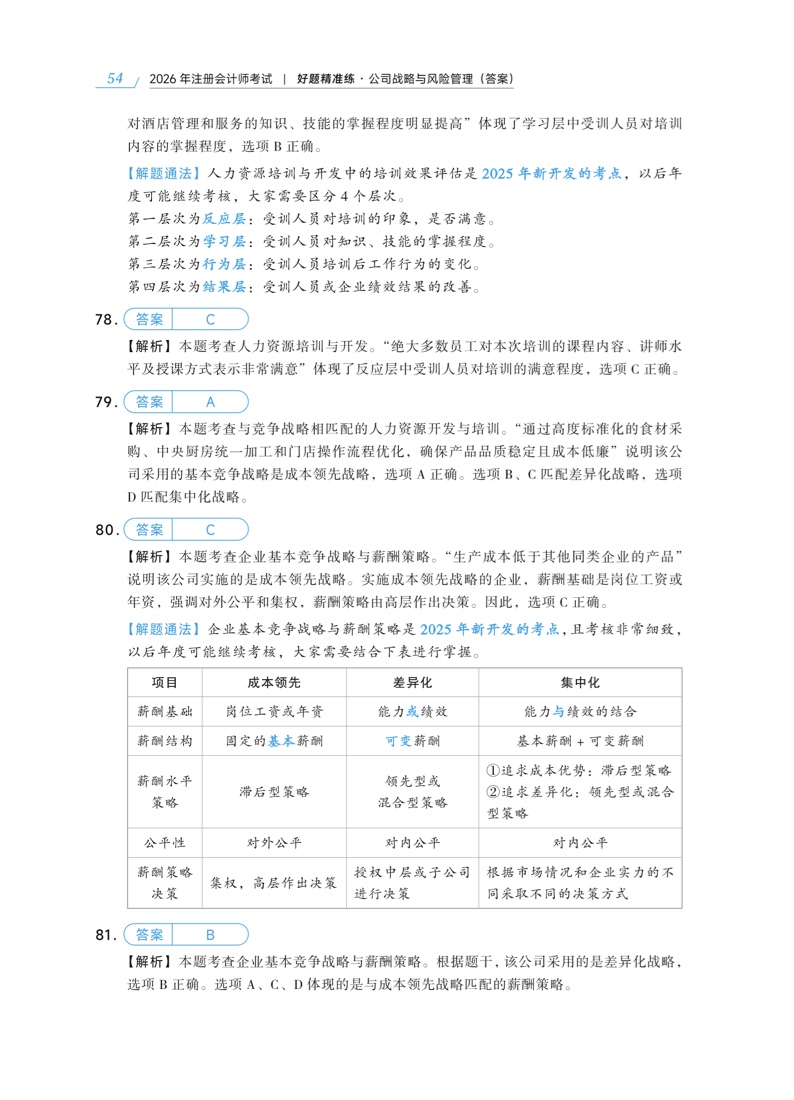 54 2026 年注册会计师考试 | 好题精准练 · 公司战略与风险管理（答案）
对酒店管理和服务的知识、技能的掌握程度明显提高”体现了学习层中受训人员对培训
内容的掌握程度，选项 B 正确。
【解题通法】人力资源培训与开发中的培训效果评估是 2025 年新开发的考点，以后年
度可能继续考核，大家需要区分 4 个层次。
第一层次为反应层：受训人员对培训的印象，是否满意。
第二层次为学习层：受训人员对知识、技能的掌握程度。
第三层次为行为层：受训人员培训后工作行为的变化。
第四层次为结果层：受训人员或企业绩效结果的改善。
78. 答案 C
【解析】本题考查人力资源培训与开发。“绝大多数员工对本次培训的课程内容、讲师水
平及授课方式表示非常满意”体现了反应层中受训人员对培训的满意程度，选项 C 正确。
79. 答案 A
【解析】本题考查与竞争战略相匹配的人力资源开发与培训。“通过高度标准化的食材采
购、中央厨房统一加工和门店操作流程优化，确保产品品质稳定且成本低廉”说明该公
司采用的基本竞争战略是成本领先战略，选项 A 正确。选项 B、C 匹配差异化战略，选项
D 匹配集中化战略。
80. 答案 C
【解析】本题考查企业基本竞争战略与薪酬策略。“生产成本低于其他同类企业的产品”
说明该公司实施的是成本领先战略。实施成本领先战略的企业，薪酬基础是岗位工资或
年资，强调对外公平和集权，薪酬策略由高层作出决策。因此，选项 C 正确。
【解题通法】企业基本竞争战略与薪酬策略是 2025 年新开发的考点，且考核非常细致，
以后年度可能继续考核，大家需要结合下表进行掌握。
项目 成本领先 差异化 集中化
薪酬基础 岗位工资或年资 能力或绩效 能力与绩效的结合
薪酬结构 固定的基本薪酬 可变薪酬 基本薪酬 + 可变薪酬
薪酬水平
策略
滞后型策略
领先型或
混合型策略
①追求成本优势：滞后型策略
②追求差异化：领先型或混合
型策略
公平性 对外公平 对内公平 对内公平
薪酬策略
决策
集权，高层作出决策
授权中层或子公司
进行决策
根据市场情况和企业实力的不
同采取不同的决策方式
81. 答案 B
【解析】本题考查企业基本竞争战略与薪酬策略。根据题干，该公司采用的是差异化战略，
选项 B 正确。选项 A、C、D 体现的是与成本领先战略匹配的薪酬策略。